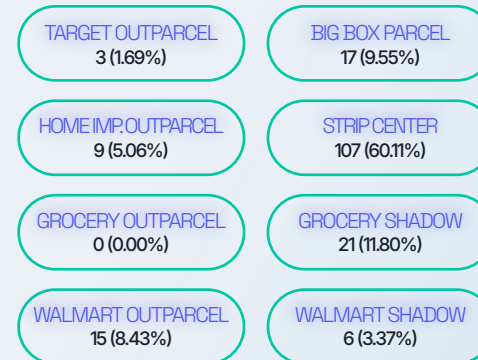 TARGET OUTPARCEL
3 (1.69%)
BIG BOX PARCEL
17 (9.55%)
HOME IMP. OUTPARCEL
9 (5.06%)
STRIP CENTER
107 (60.11%)
GROCERY OUTPARCEL
0 (0.00%)
GROCERY SHADOW
21 (11.80%)
WALMART OUTPARCEL
15 (8.43%)
WALMART SHADOW
6 (3.37%)